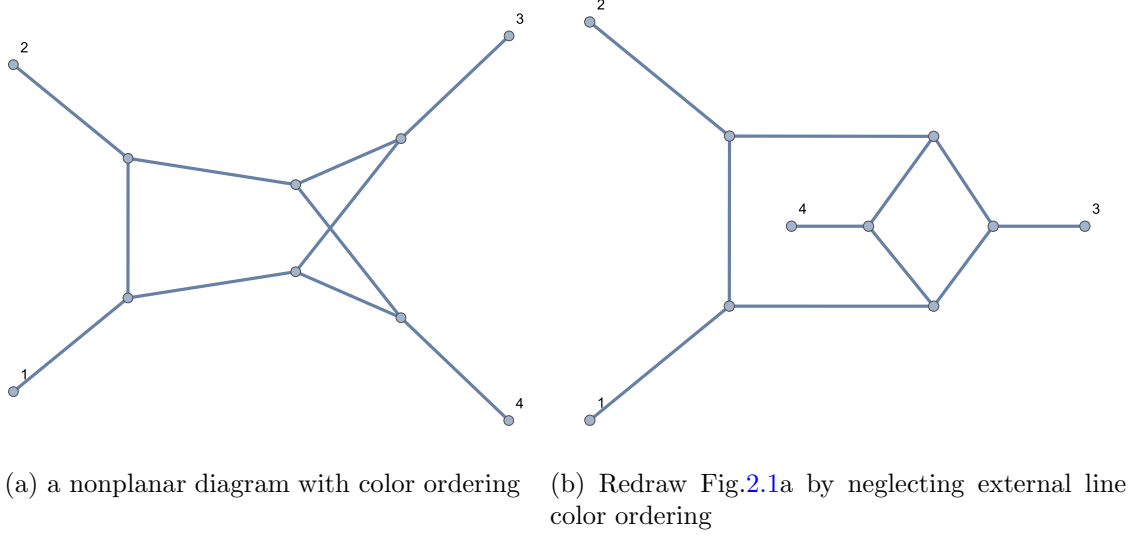 2
3
1
4
2
4
3
1
(a) a nonplanar diagram with color ordering
(b) Redraw Fig.2.1a by neglecting external line
color ordering